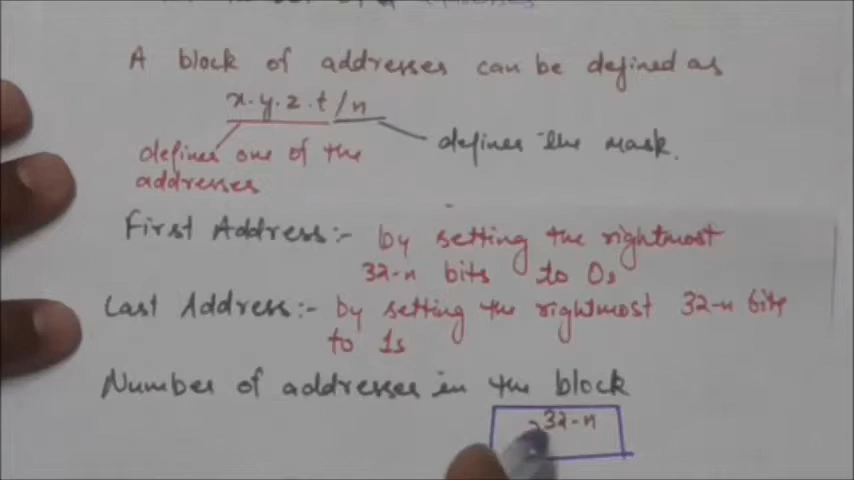 A block of addresses can be defined as
x.y.z.t/n
defines one of the addresses
defines the mask.
First Address:- by setting the rightmost
32-n bits to 0s
Last Address:- by setting the rightmost 32-n bits
to 1s
Number of addresses in the block
2^32-n